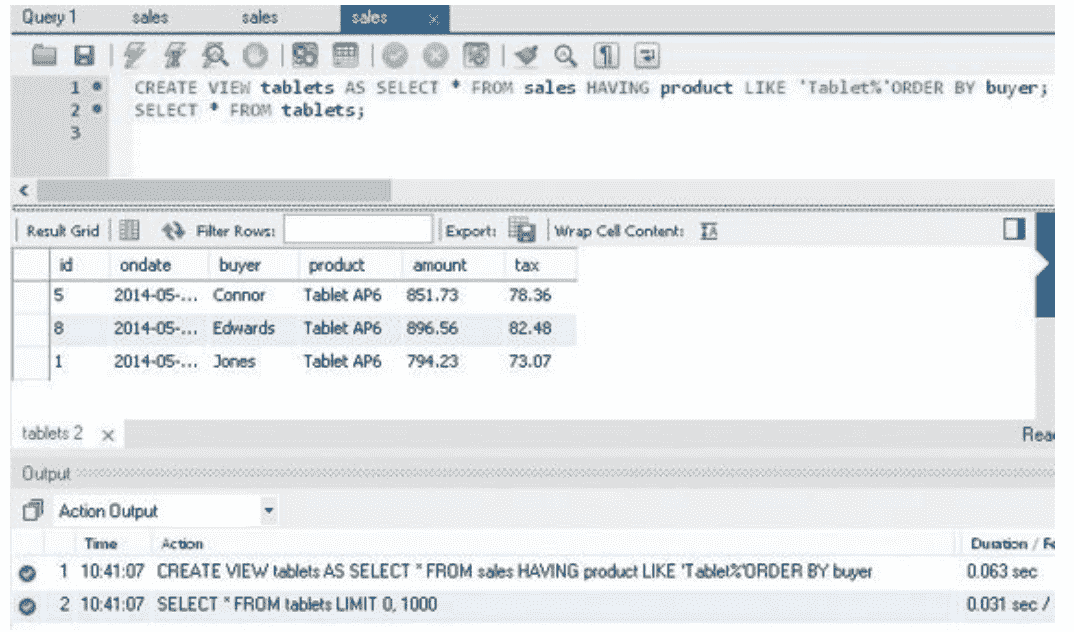 Query 1 sales sales sales ×
1 CREATE VIEW tablets AS SELECT * FROM sales HAVING product LIKE 'Tablet%'ORDER BY buyer;
2 SELECT * FROM tablets;
3
Result Grid Filter Rows: Export: Wrap Cell Content:
id ondate buyer product amount tax
5 2014-05-... Connor Tablet AP6 851.73 78.36
8 2014-05-... Edwards Tablet AP6 896.56 82.48
1 2014-05-... Jones Tablet AP6 794.23 73.07
tablets 2 × Read
Output
Action Output
Time Action Duration / Fe
1 10:41:07 CREATE VIEW tablets AS SELECT * FROM sales HAVING product LIKE 'Tablet%'ORDER BY buyer 0.063 sec
2 10:41:07 SELECT * FROM tablets LIMIT 0, 1000 0.031 sec /